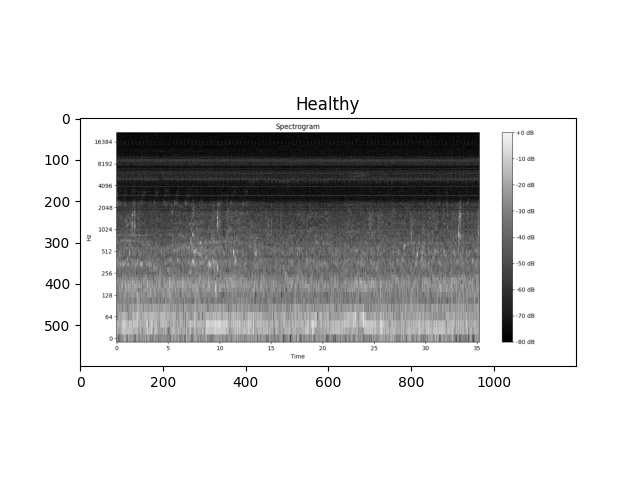 Healthy
Spectrogram
0
100
200
300
400
500
Hz
16384
8192
4096
2048
1024
512
256
128
64
0
+0 dB
-10 dB
-20 dB
-30 dB
-40 dB
-50 dB
-60 dB
-70 dB
-80 dB
0 5 10 15 20 25 30 35
Time
0 200 400 600 800 1000